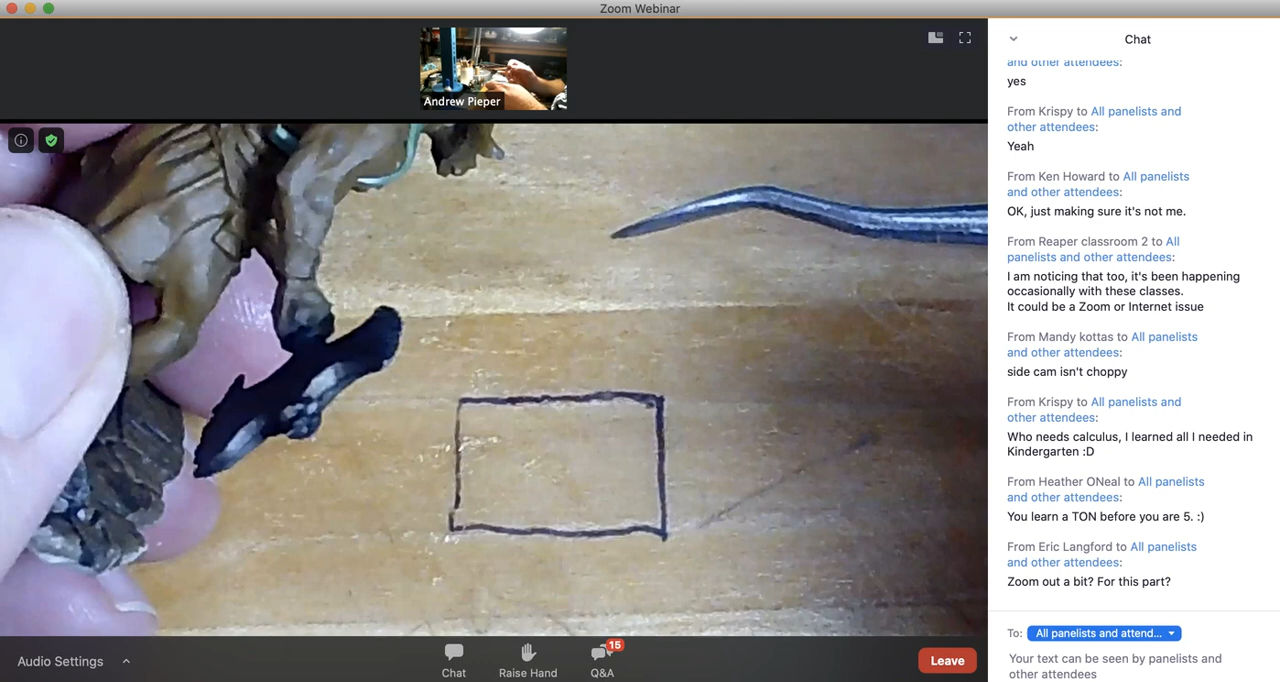 Zoom Webinar
Andrew Pieper
Chat
and other attendees:
yes
From Krispy to All panelists and
other attendees:
Yeah
From Ken Howard to All panelists
and other attendees:
OK, just making sure it's not me.
From Reaper classroom 2 to All
panelists and other attendees:
I am noticing that too, it's been happening
occasionally with these classes.
It could be a Zoom or Internet issue
From Mandy kottas to All panelists
and other attendees:
side cam isn't choppy
From Krispy to All panelists and
other attendees:
Who needs calculus, I learned all I needed in
Kindergarten :D
From Heather ONeal to All panelists
and other attendees:
You learn a TON before you are 5. :)
From Eric Langford to All panelists
and other attendees:
Zoom out a bit? For this part?
To: All panelists and attend...
Your text can be seen by panelists and
other attendees
Audio Settings
Chat
Raise Hand
15
Q&A
Leave